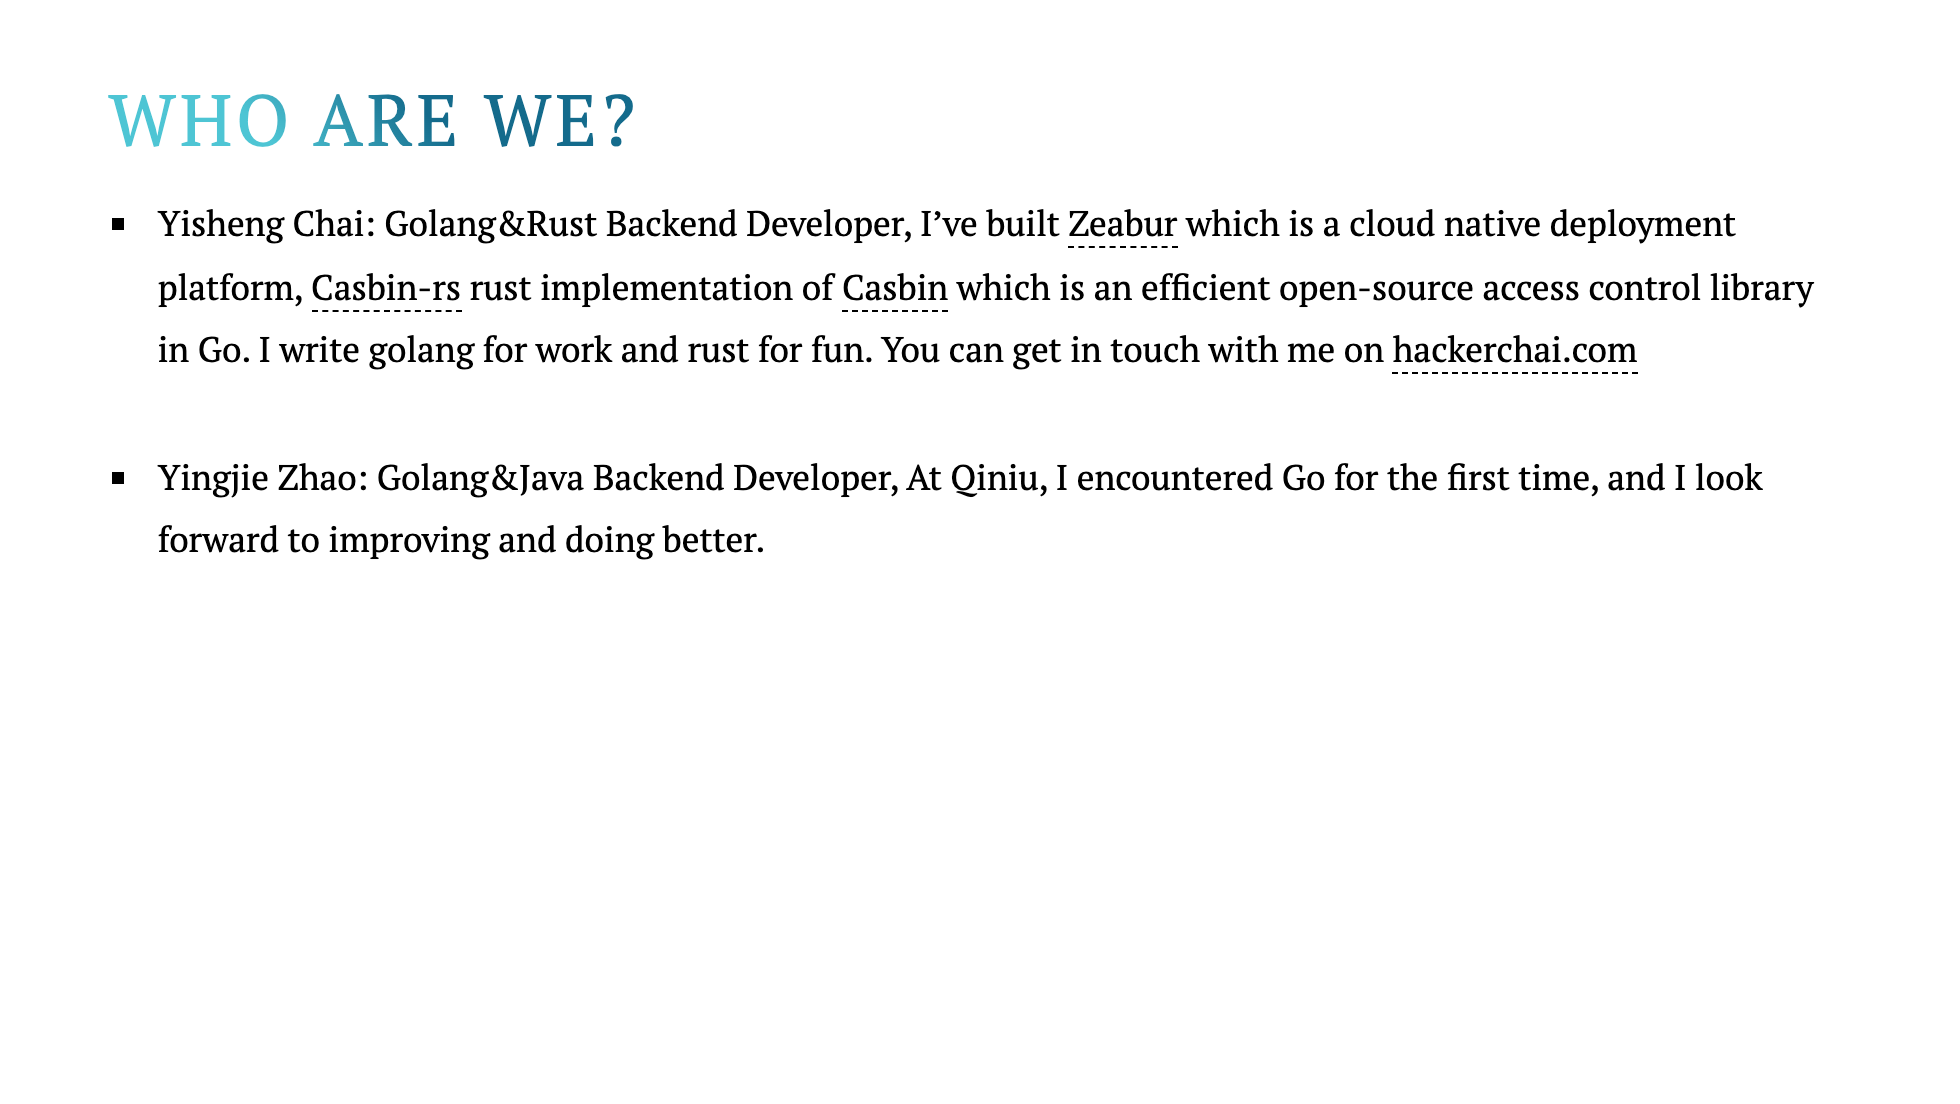 WHO ARE WE?
▪ Yisheng Chai: Golang&Rust Backend Developer, I’ve built Zeabur which is a cloud native deployment
platform, Casbin-rs rust implementation of Casbin which is an efficient open-source access control library
in Go. I write golang for work and rust for fun. You can get in touch with me on hackerchai.com
▪ Yingjie Zhao: Golang&Java Backend Developer, At Qiniu, I encountered Go for the first time, and I look
forward to improving and doing better.